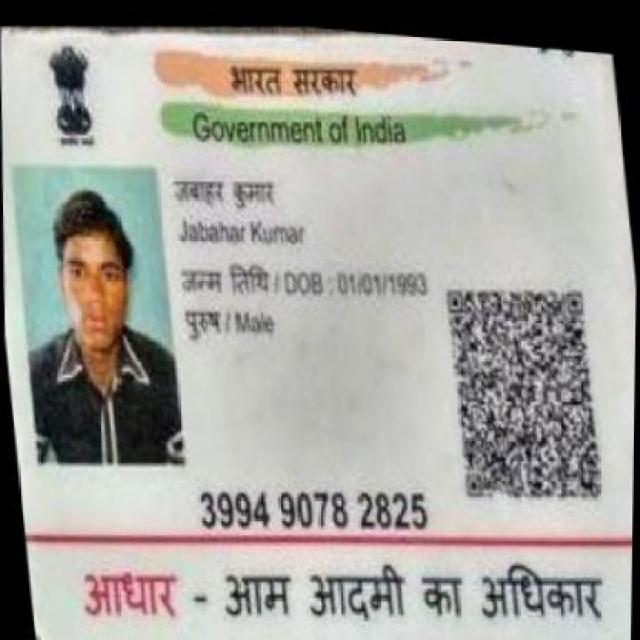 भारत सरकार
Government of India
जबाहर कुमार
Jabahar Kumar
जन्म तिथि / DOB : 01/01/1993
पुरुष / Male
3994 9078 2825
आधार - आम आदमी का अधिकार